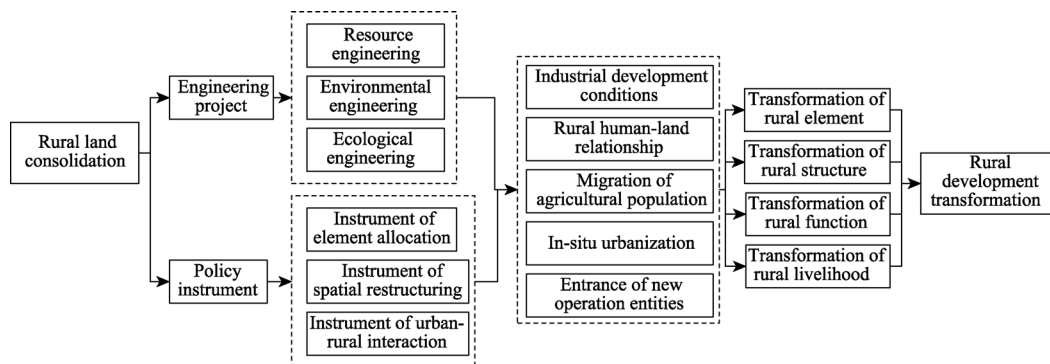 Rural land
consolidation
Engineering
project
Policy
instrument
Resource
engineering
Environmental
engineering
Ecological
engineering
Instrument of
element allocation
Instrument of
spatial restructuring
Instrument of urban-
rural interaction
Industrial development
conditions
Rural human-land
relationship
Migration of
agricultural population
In-situ urbanization
Entrance of new
operation entities
Transformation of
rural element
Transformation of
rural structure
Transformation of
rural function
Transformation of
rural livelihood
Rural
development
transformation